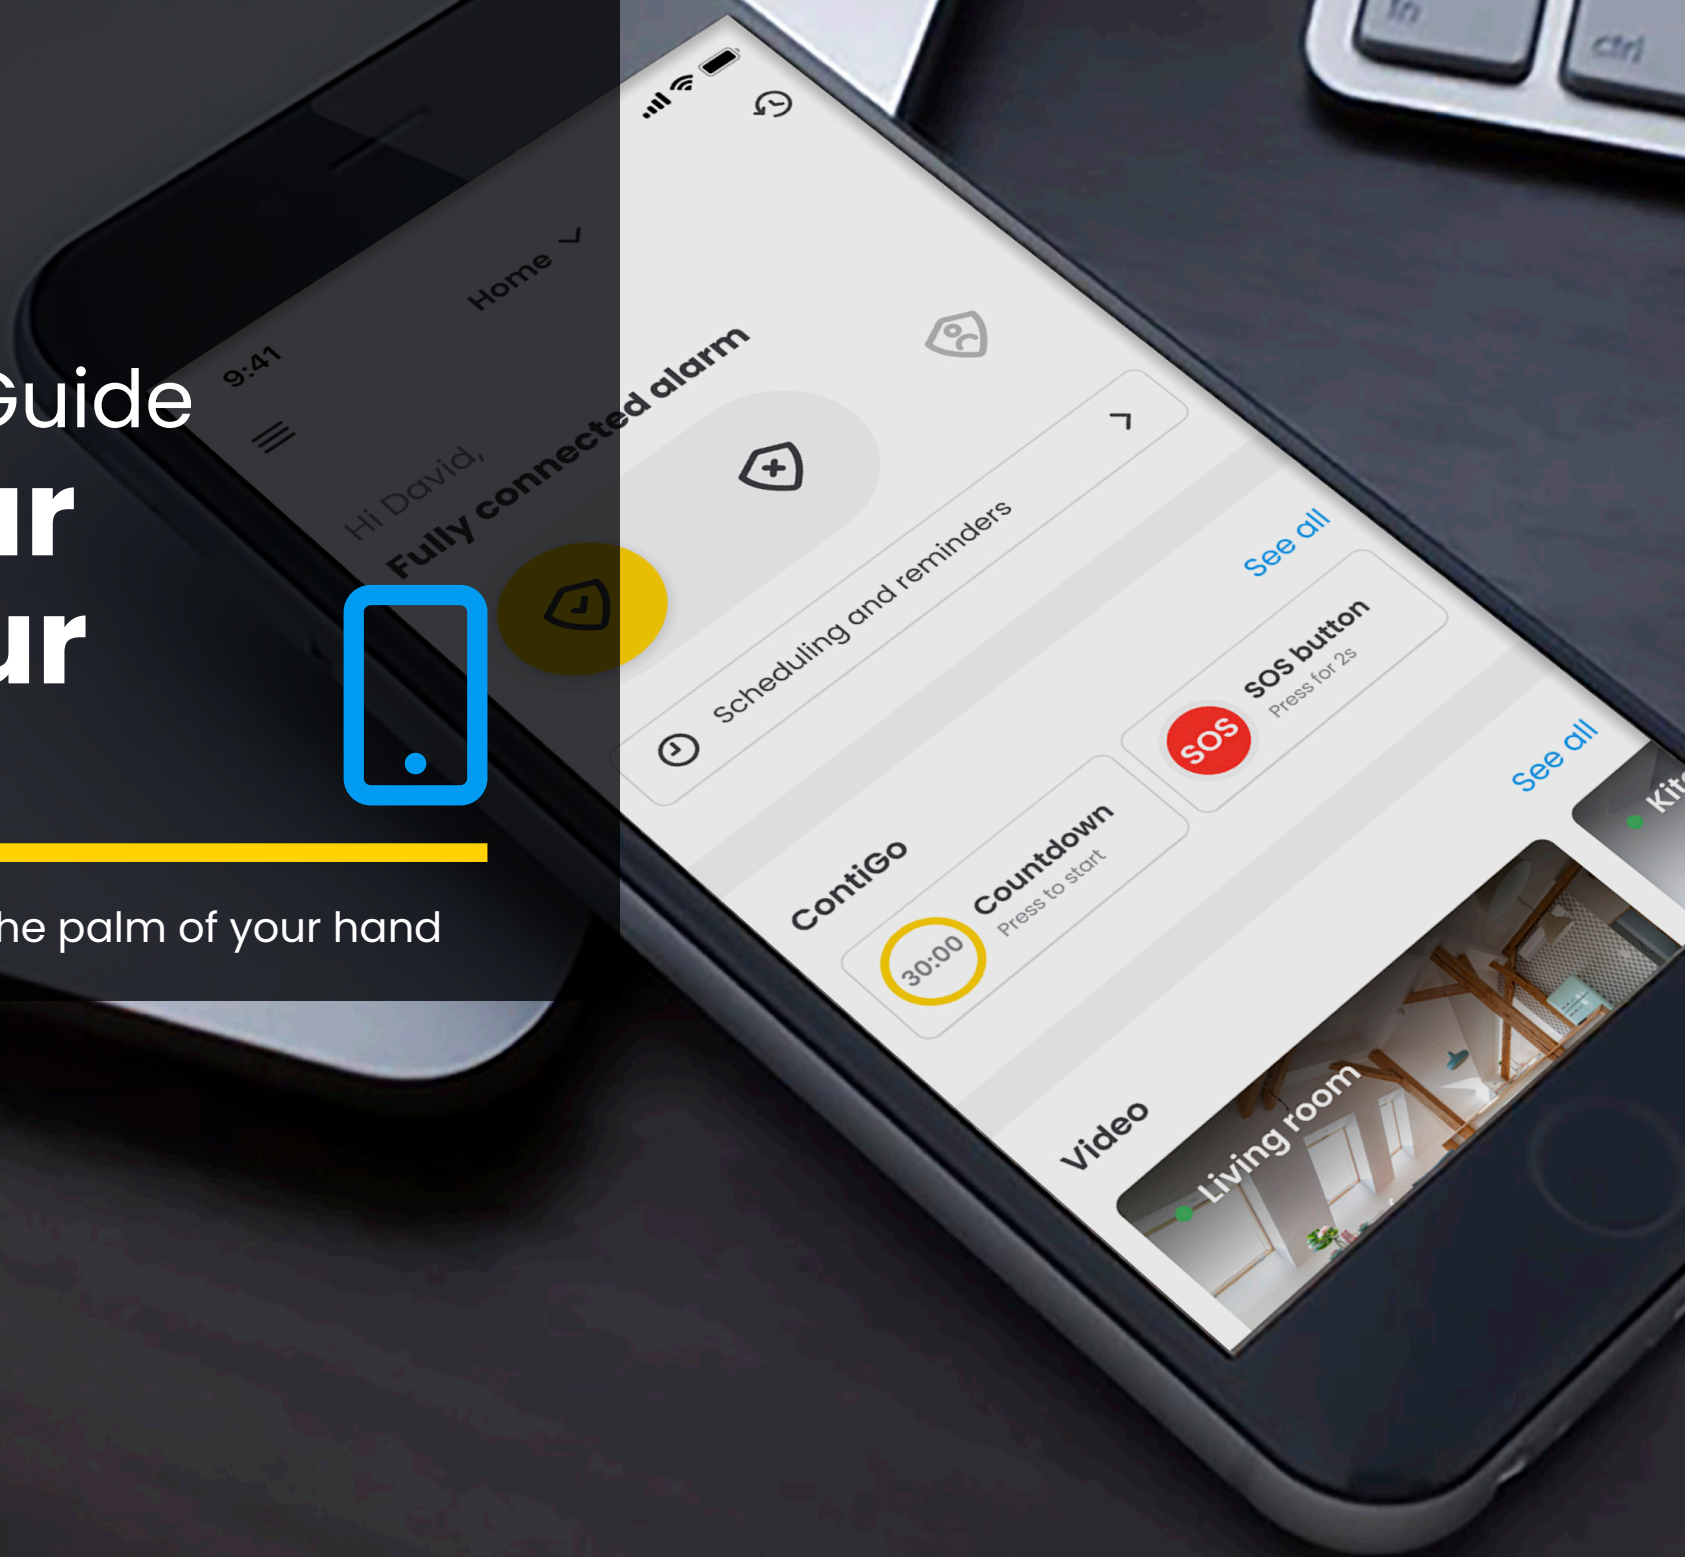 Guide
ur
ur
he palm of your hand
9:41
Home
Hi David,
Fully connected alarm
Scheduling and reminders
See all
ContiGo
30:00
Countdown
Press to start
SOS
SOS button
Press for 2s
See all
Video
Living room
Kitc
fn
ctrl